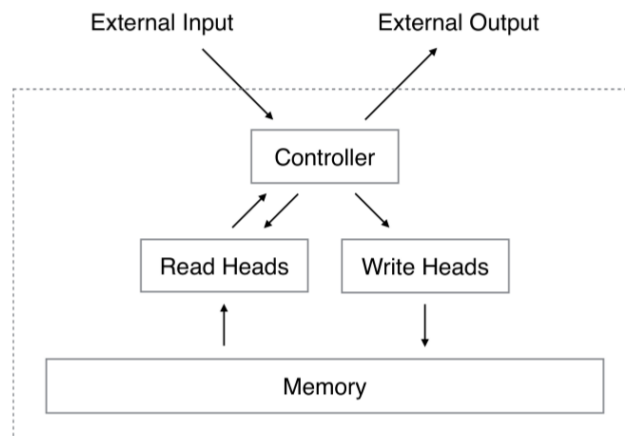 External Input
External Output
Controller
Read Heads
Write Heads
Memory